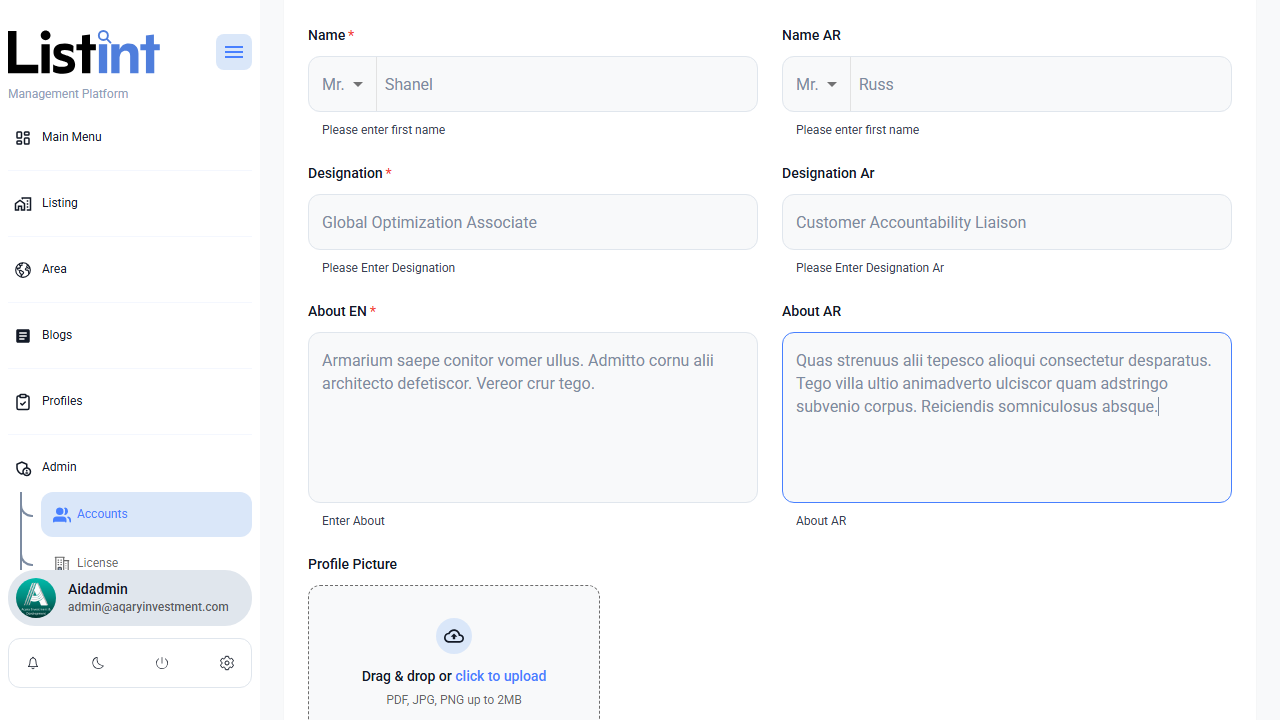 Listint
Management Platform
Main Menu
Listing
Area
Blogs
Profiles
Admin
Accounts
License
Aidadmin
admin@aqaryinvestment.com
Name *
Mr. Shanel
Please enter first name
Name AR
Mr. Russ
Please enter first name
Designation *
Global Optimization Associate
Please Enter Designation
Designation Ar
Customer Accountability Liaison
Please Enter Designation Ar
About EN *
Armarium saepe conitor vomer ullus. Admitto cornu alii
architecto defetiscor. Vereor crur tego.
Enter About
About AR
Quas strenuus alii tepesco alioqui consectetur desparatus.
Tego villa ultio animadverto ulciscor quam adstringo
subvenio corpus. Reiciendis somniculosus absque.
About AR
Profile Picture
Drag & drop or click to upload
PDF, JPG, PNG up to 2MB